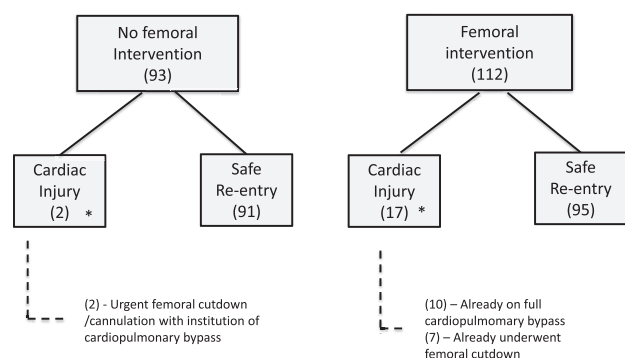 No femoral
Intervention
(93)
Femoral
intervention
(112)
Cardiac
Injury
(2) *
Safe
Re-entry
(91)
Cardiac
Injury
(17) *
Safe
Re-entry
(95)
(2) - Urgent femoral cutdown
/cannulation with institution of
cardiopulmonary bypass
(10) – Already on full
cardiopulmomary bypass
(7) – Already underwent
femoral cutdown